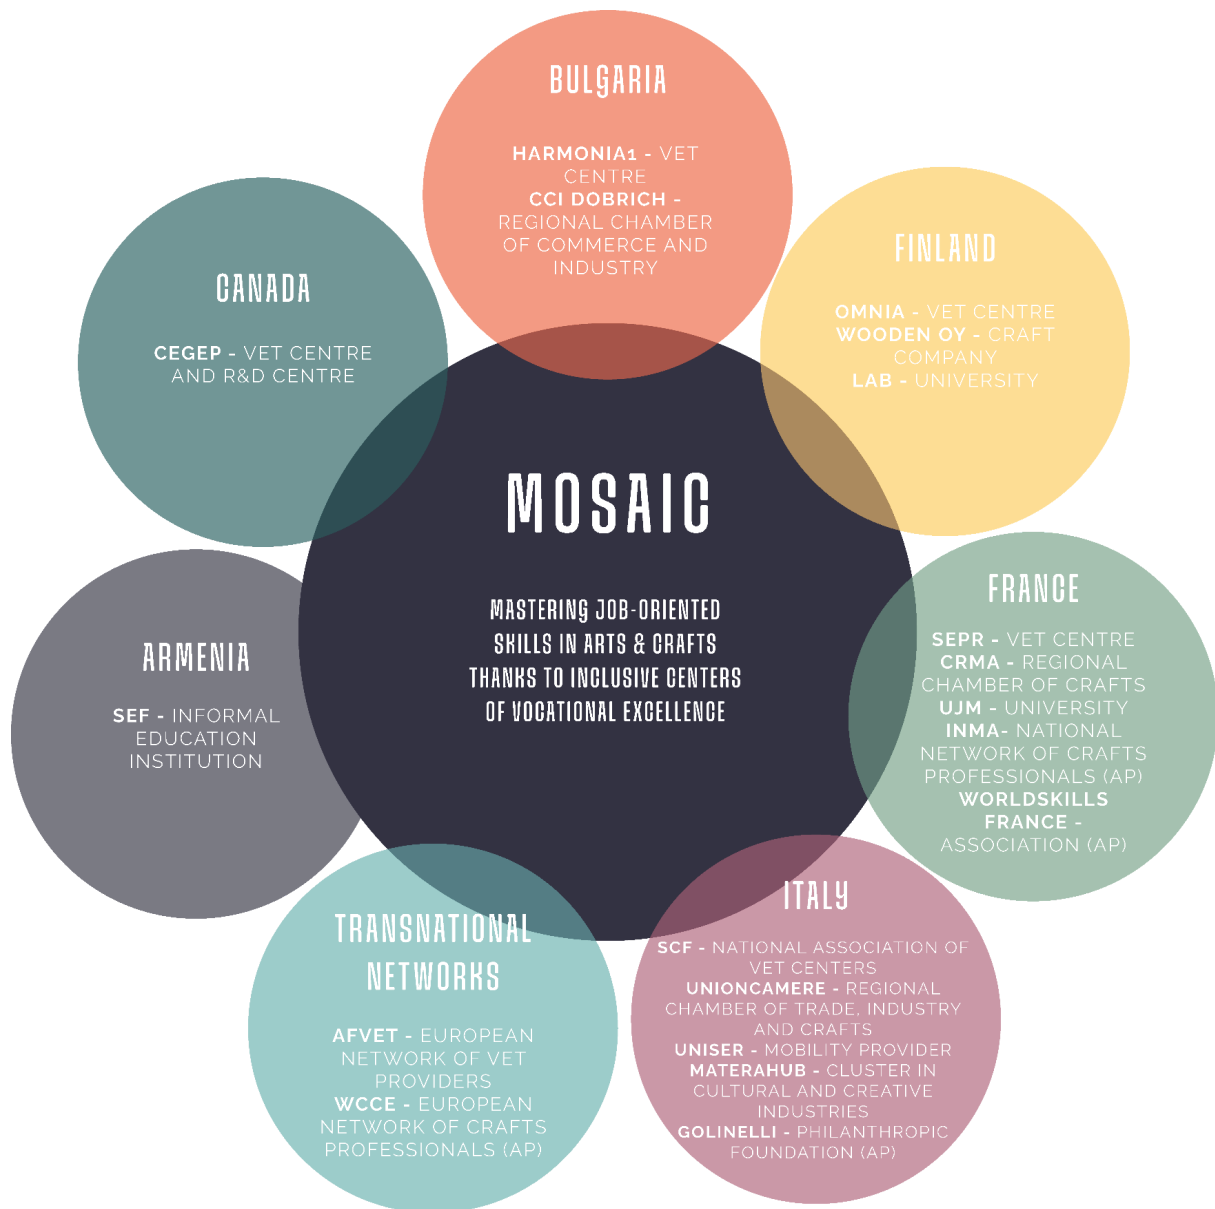 BULGARIA
HARMONIA1 - VET
CENTRE
CCI DOBRICH -
REGIONAL CHAMBER
OF COMMERCE AND
INDUSTRY
FINLAND
OMNIA - VET CENTRE
WOODEN OY - CRAFT
COMPANY
LAB - UNIVERSITY
CANADA
CEGEP - VET CENTRE
AND R&D CENTRE
MOSAIC
MASTERING JOB-ORIENTED
SKILLS IN ARTS & CRAFTS
THANKS TO INCLUSIVE CENTERS
OF VOCATIONAL EXCELLENCE
FRANCE
SEPR - VET CENTRE
CRMA - REGIONAL
CHAMBER OF CRAFTS
UJM - UNIVERSITY
INMA- NATIONAL
NETWORK OF CRAFTS
PROFESSIONALS (AP)
WORLDSKILLS
FRANCE -
ASSOCIATION (AP)
ARMENIA
SEF - INFORMAL
EDUCATION
INSTITUTION
TRANSNATIONAL
NETWORKS
AFVET - EUROPEAN
NETWORK OF VET
PROVIDERS
WCCE - EUROPEAN
NETWORK OF CRAFTS
PROFESSIONALS (AP)
ITALY
SCF - NATIONAL ASSOCIATION OF
VET CENTERS
UNIONCAMERE - REGIONAL
CHAMBER OF TRADE, INDUSTRY
AND CRAFTS
UNISER - MOBILITY PROVIDER
MATERAHUB - CLUSTER IN
CULTURAL AND CREATIVE
INDUSTRIES
GOLINELLI - PHILANTHROPIC
FOUNDATION (AP)